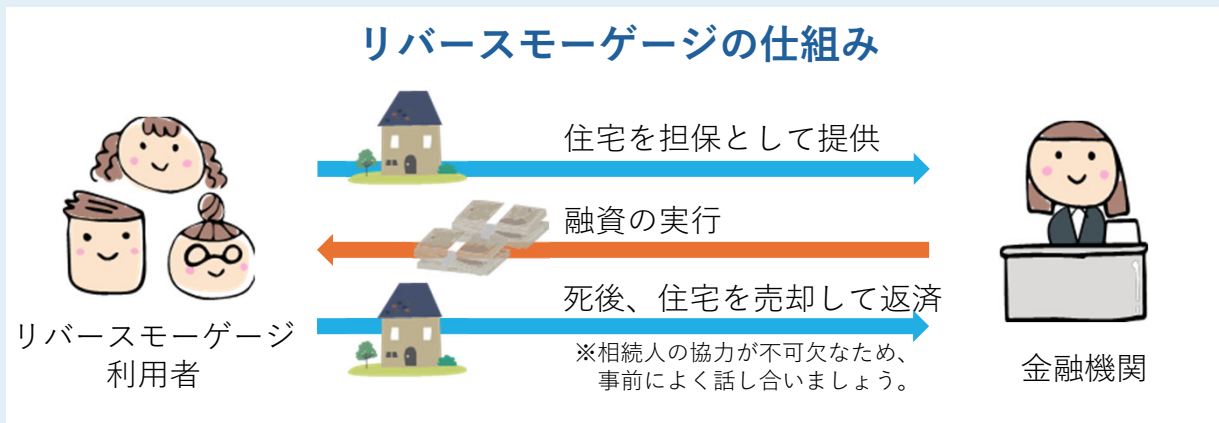 リバースモーゲージの仕組み
住宅を担保として提供
融資の実行
死後、住宅を売却して返済
※相続人の協力が不可欠なため、
事前によく話し合いましょう。
リバースモーゲージ
利用者
金融機関